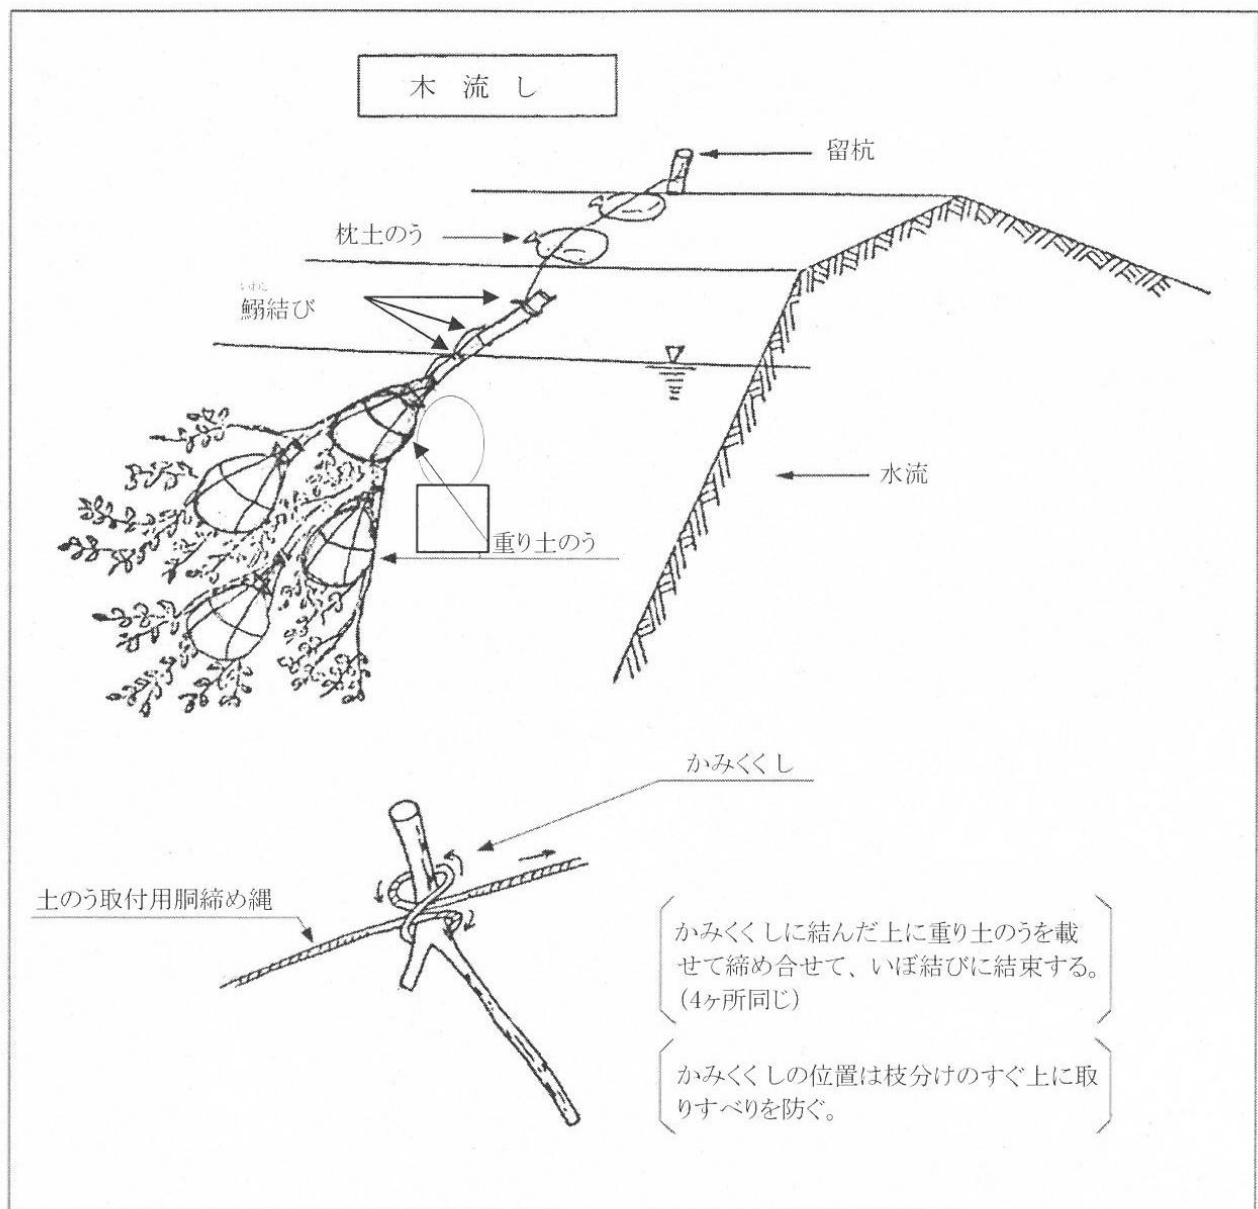 木流し
留杭
枕土のう
いわし
鰯結び
水流
重り土のう
かみくくし
土のう取付用胴締め縄
かみくくしに結んだ上に重り土のうを載
せて締め合せて、いぼ結びに結束する。
(4ヶ所同じ)
かみくくしの位置は枝分けのすぐ上に取
りすべりを防ぐ。